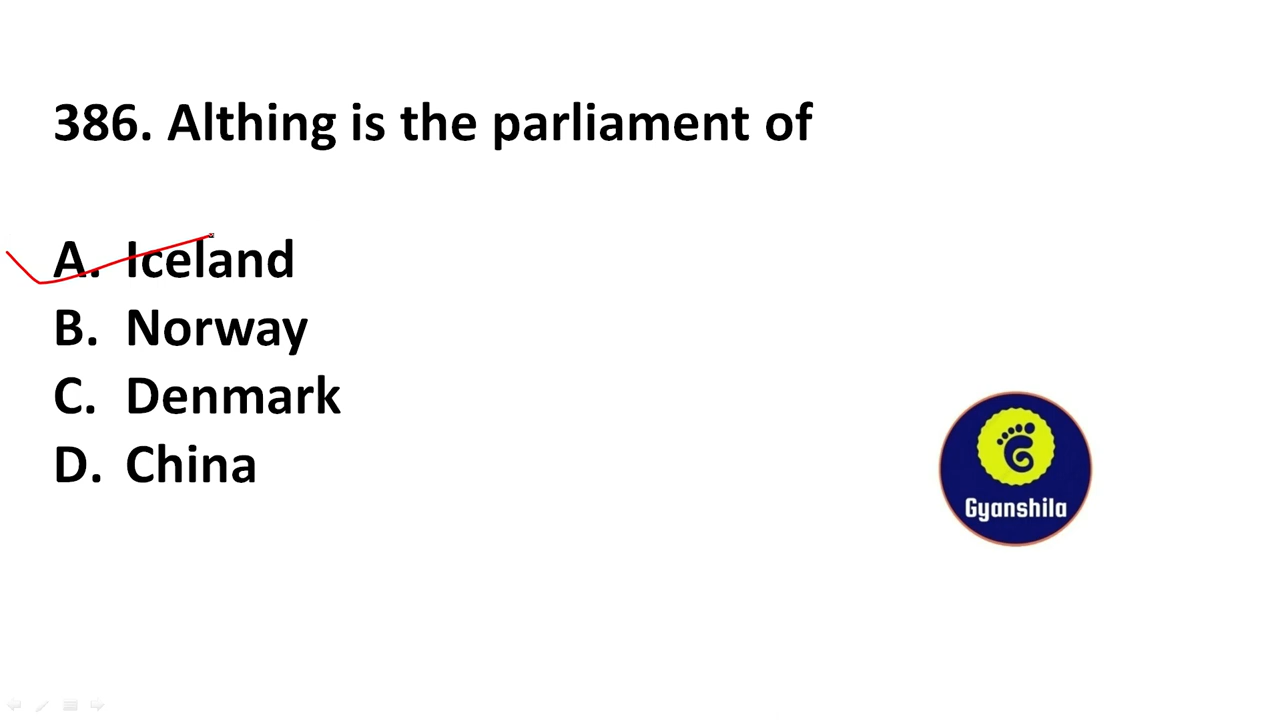 386. Althing is the parliament of
A. Iceland
B. Norway
C. Denmark
D. China
Gyanshila